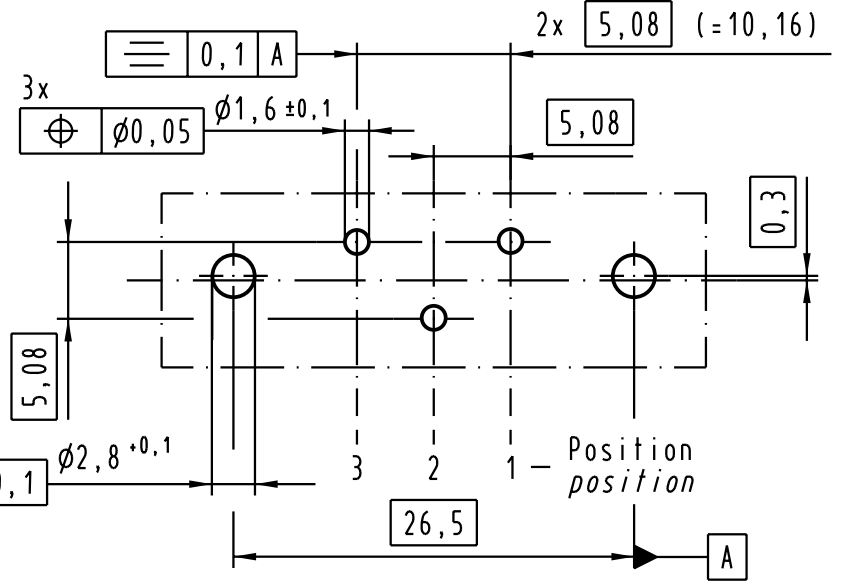 2x 5,08 (=10,16)
⌯ 0,1 A
3x
⌖ Ø0,05
Ø1,6 ±0,1
5,08
0,3
5,08
Ø2,8 +0,1
,1
3 2 1 – Position
position
26,5
A